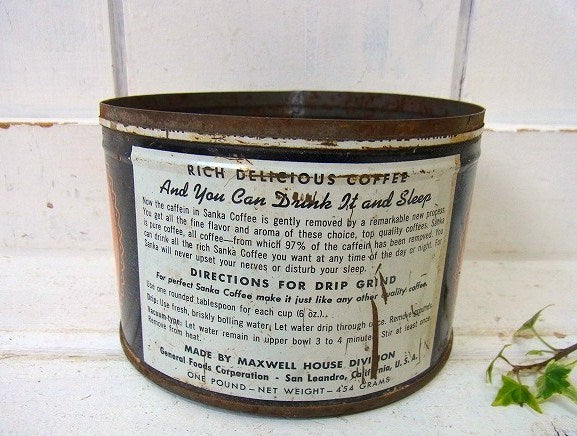 RICH DELICIOUS COFFEE
And You Can Drink It and Sleep
Now the caffein in Sanka Coffee is gently removed by a remarkable new process.
You get all the fine flavor and aroma of these choice, top quality coffees. Sanka
is pure coffee, all coffee—from which 97% of the caffein has been removed. You
can drink all the rich Sanka Coffee you want at any time of the day or night. For
Sanka will never upset your nerves or disturb your sleep.
DIRECTIONS FOR DRIP GRIND
For perfect Sanka Coffee make it just like any other quality coffee.
Use one rounded tablespoon for each cup (6 oz.)..
Drip: Use fresh, briskly boiling water. Let water drip through once. Remove grounds.
Vacuum-type: Let water remain in upper bowl 3 to 4 minutes. Stir at least once.
Remove from heat.
MADE BY MAXWELL HOUSE DIVISION
General Foods Corporation - San Leandro, California, U. S. A.
ONE POUND—NET WEIGHT—454 GRAMS